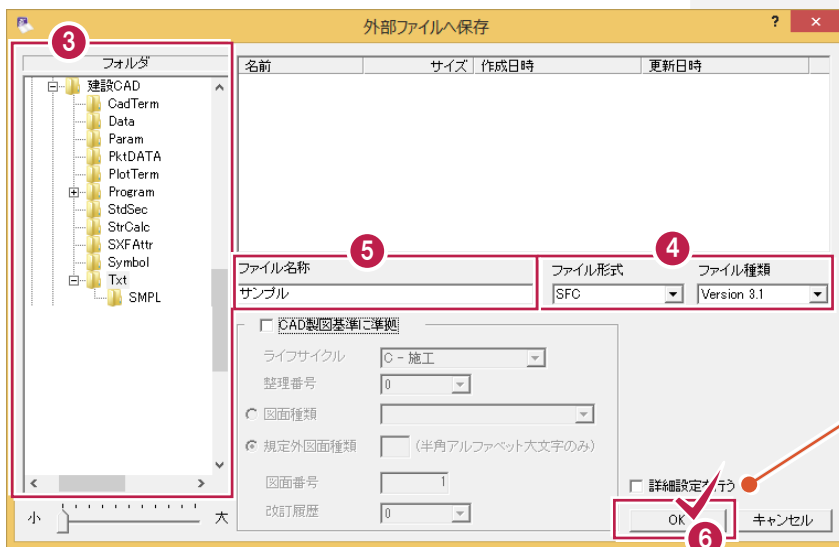 外部ファイルへ保存
?
×
3
フォルダ
建設CAD
CadTerm
Data
Param
PktDATA
PlotTerm
Program
StdSec
StrCalc
SXFAttr
Symbol
Txt
SMPL
小
大
名前 サイズ 作成日時 更新日時
5
ファイル名称
サンプル
4
ファイル形式 ファイル種類
SFC Version 3.1
CAD製図基準に準拠
ライフサイクル C - 施工
整理番号 0
図面種類
規定外図面種類 (半角アルファベット大文字のみ)
図面番号 1
改訂履歴 0
詳細設定を行う
OK キャンセル
6